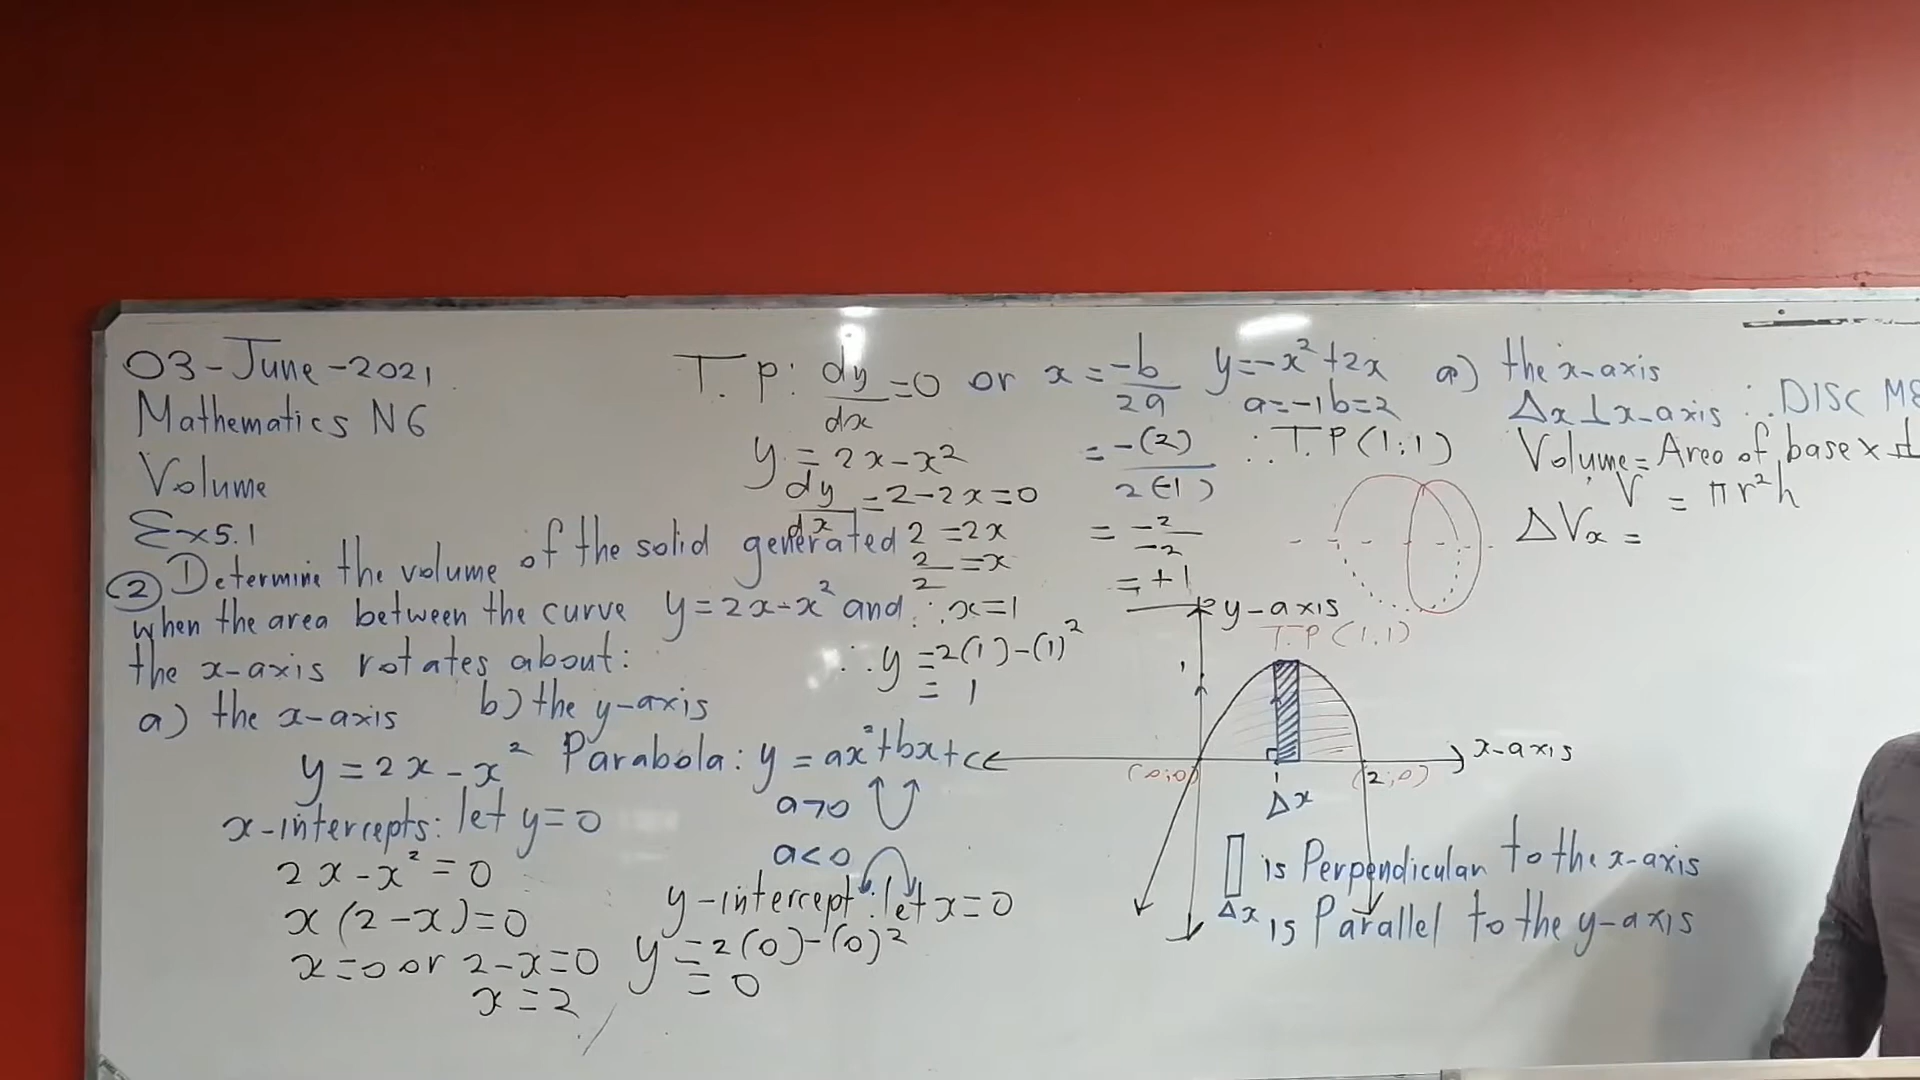 03-June-2021
Mathematics N6
Volume
Ex5.1
② Determine the volume of the solid generated
when the area between the curve y=2x-x² and
the x-axis rotates about:
a) the x-axis b) the y-axis
y=2x-x² Parabola: y=ax²+bx+c
a>0
a<0
x-intercepts: let y=0
2x-x²=0
x(2-x)=0
x=0 or 2-x=0
x=2
y-intercept: let x=0
y=2(0)-(0)²
=0
T.p: dy/dx=0 or x=-b/2a
y=2x-x²
dy/dx=2-2x=0
2=2x
2/2=x
∴x=1
∴y=2(1)-(1)²
=1
y=-x²+2x
a=-1 b=2
=-(2)/2(-1)
=-2/-2
=+1
∴T.P(1;1)
y-axis
T.P(1,1)
1
x-axis
(0;0)
(2;0)
Δx
▯ is Perpendicular to the x-axis
Δx is Parallel to the y-axis
a) the x-axis
Δx⊥x-axis ∴DISC
Volume=Area of base×
V=πr²h
ΔVx=